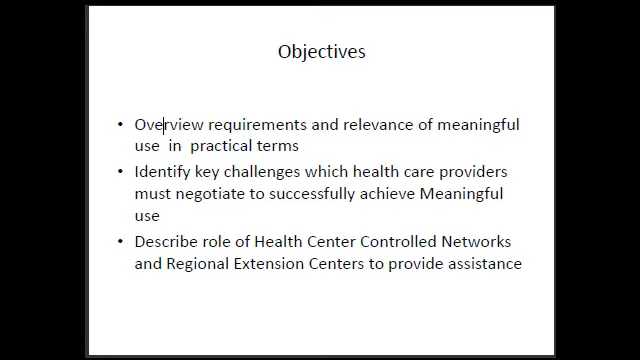 Objectives
• Overview requirements and relevance of meaningful
use in practical terms
• Identify key challenges which health care providers
must negotiate to successfully achieve Meaningful
use
• Describe role of Health Center Controlled Networks
and Regional Extension Centers to provide assistance